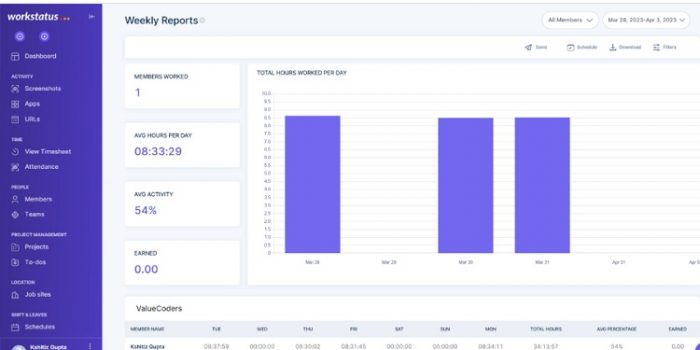 workstatus
Weekly Reports
All Members
Mar 28, 2023-Apr 3, 2023
Dashboard
Send
Schedule
Download
Filters
ACTIVITY
Screenshots
Apps
URLs
TIME
View Timesheet
Attendance
PEOPLE
Members
Teams
PROJECT MANAGEMENT
Projects
To-dos
LOCATION
Job sites
SHIFT & LEAVES
Schedules
Kshitiz Gupta
MEMBERS WORKED
1
AVG HOURS PER DAY
08:33:29
AVG ACTIVITY
54%
EARNED
0.00
TOTAL HOURS WORKED PER DAY
10.0
9.5
9.0
8.5
8.0
7.5
7.0
6.5
6.0
5.5
5.0
4.5
4.0
3.5
3.0
2.5
2.0
1.5
1.0
0.5
0
Mar 28
Mar 29
Mar 30
Mar 31
Apr 01
Apr 0
ValueCoders
MEMBER NAME TUE WED THU FRI SAT SUN MON TOTAL HOURS AVG PERCENTAGE EARNED
Kshitiz Gupta 08:37:59 00:00:00 08:30:02 08:31:45 00:00:00 00:00:00 08:34:11 34:13:57 54% 0.00